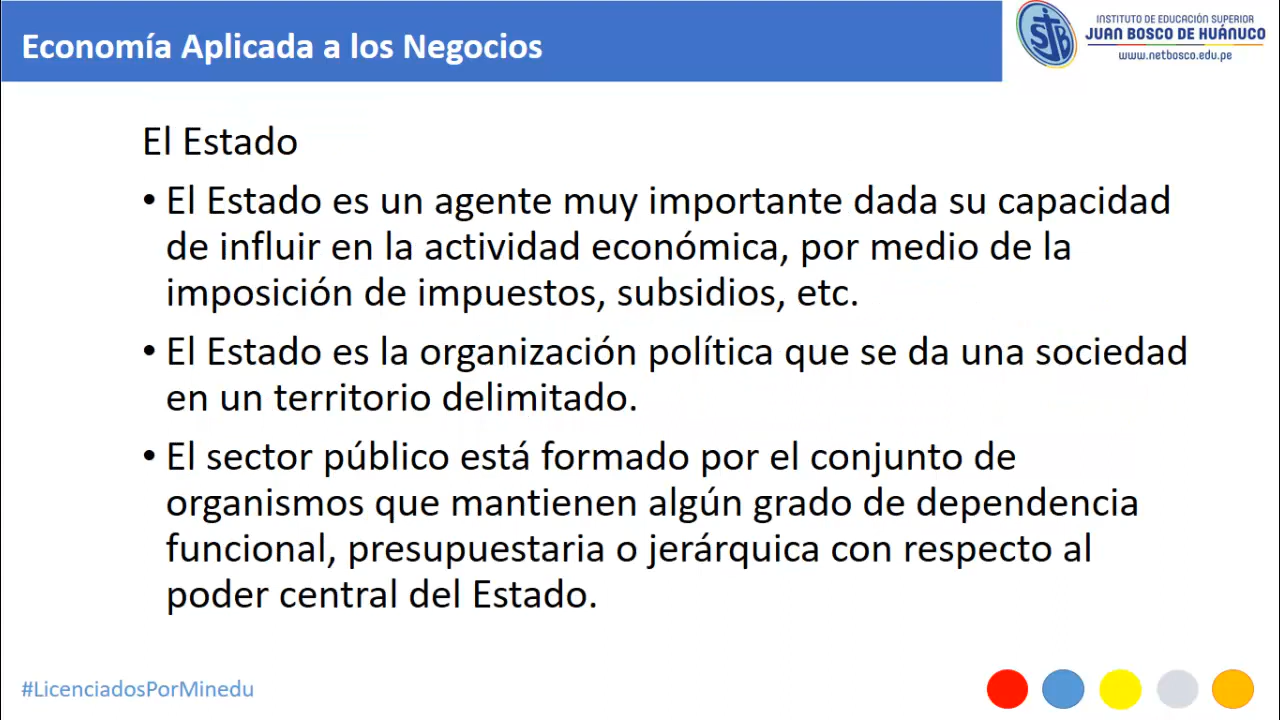 Economía Aplicada a los Negocios
INSTITUTO DE EDUCACIÓN SUPERIOR
JUAN BOSCO DE HUÁNUCO
www.netbosco.edu.pe
El Estado
• El Estado es un agente muy importante dada su capacidad
de influir en la actividad económica, por medio de la
imposición de impuestos, subsidios, etc.
• El Estado es la organización política que se da una sociedad
en un territorio delimitado.
• El sector público está formado por el conjunto de
organismos que mantienen algún grado de dependencia
funcional, presupuestaria o jerárquica con respecto al
poder central del Estado.
#LicenciadosPorMinedu